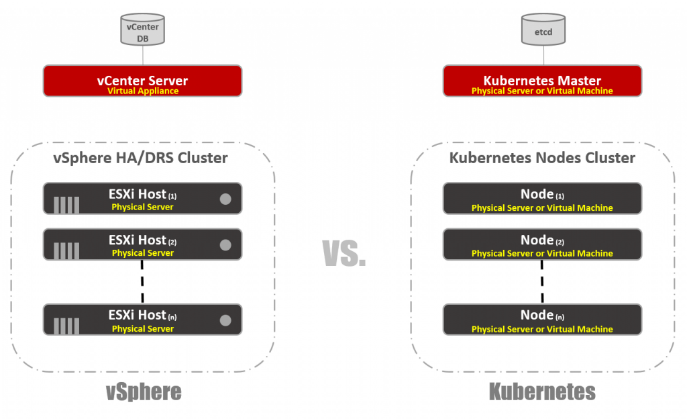 vCenter
DB
vCenter Server
Virtual Appliance
vSphere HA/DRS Cluster
ESXi Host (1)
Physical Server
ESXi Host (2)
Physical Server
ESXi Host (n)
Physical Server
vSphere
vs.
etcd
Kubernetes Master
Physical Server or Virtual Machine
Kubernetes Nodes Cluster
Node (1)
Physical Server or Virtual Machine
Node (2)
Physical Server or Virtual Machine
Node (n)
Physical Server or Virtual Machine
Kubernetes